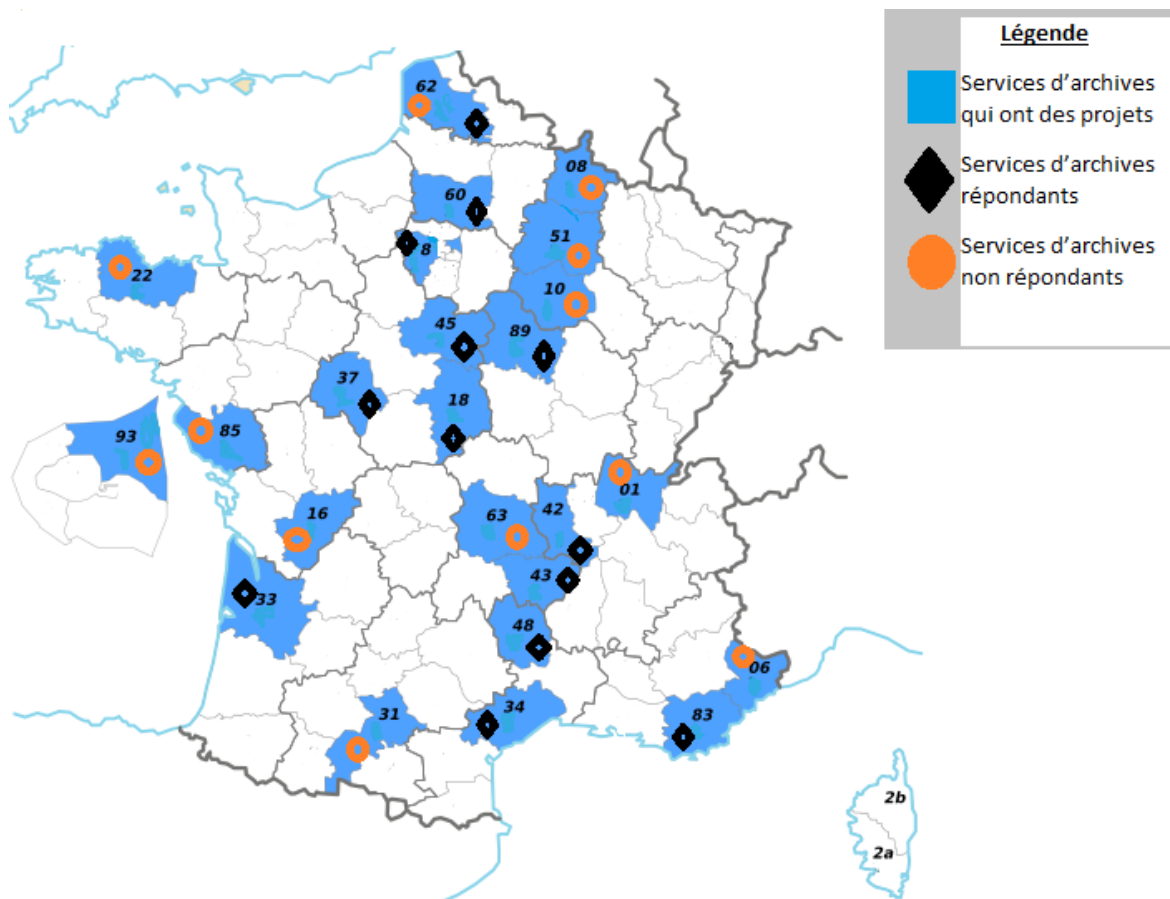 Légende
Services d'archives
qui ont des projets
Services d'archives
répondants
Services d'archives
non répondants
62
08
60
51
8
22
10
45
89
37
18
93
85
01
16
63
42
43
33
48
06
31
34
83
2b
2a